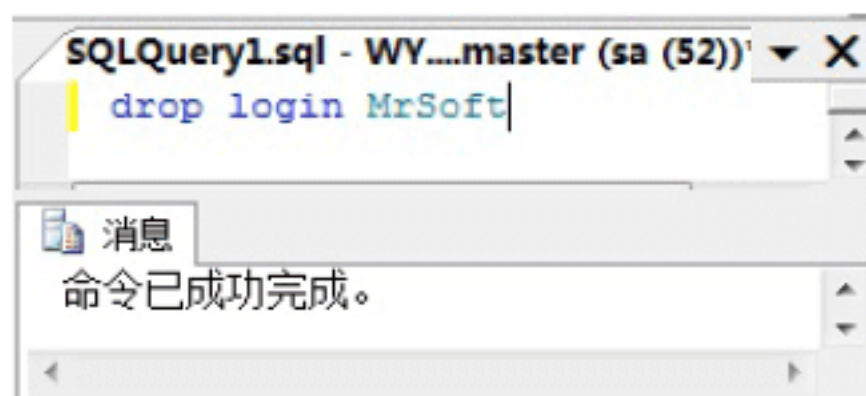 SQLQuery1.sql - WY....master (sa (52))*
drop login MrSoft
消息
命令已成功完成。